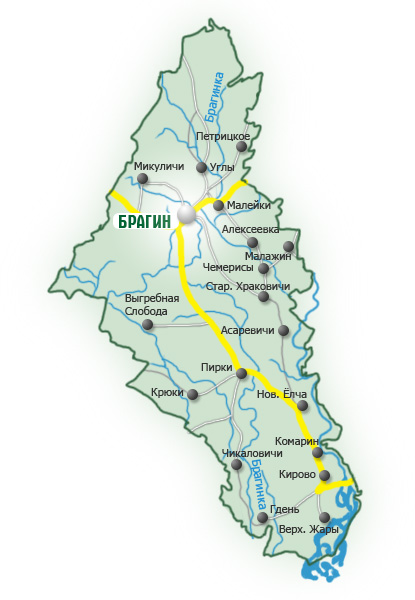 Брагинка
Петрицкое
Микуличи
Углы
Малейки
БРАГИН
Алексеевка
Малажин
Чемерисы
Стар. Храковичи
Выгребная
Слобода
Асаревичи
Пирки
Крюки
Нов. Ёлча
Комарин
Чикаловичи
Брагинка
Кирово
Гдень
Верх. Жары